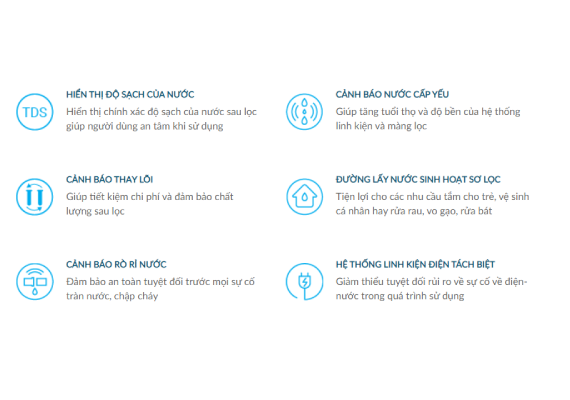 TDS
HIỂN THỊ ĐỘ SẠCH CỦA NƯỚC
Hiển thị chính xác độ sạch của nước sau lọc
giúp người dùng an tâm khi sử dụng
CẢNH BÁO NƯỚC CẤP YẾU
Giúp tăng tuổi thọ và độ bền của hệ thống
linh kiện và màng lọc
CẢNH BÁO THAY LÕI
Giúp tiết kiệm chi phí và đảm bảo chất
lượng sau lọc
ĐƯỜNG LẤY NƯỚC SINH HOẠT SƠ LỌC
Tiện lợi cho các nhu cầu tắm cho trẻ, vệ sinh
cá nhân hay rửa rau, vo gạo, rửa bát
CẢNH BÁO RÒ RỈ NƯỚC
Đảm bảo an toàn tuyệt đối trước mọi sự cố
tràn nước, chập cháy
HỆ THỐNG LINH KIỆN ĐIỆN TÁCH BIỆT
Giảm thiểu tuyệt đối rủi ro về sự cố về điện-
nước trong quá trình sử dụng